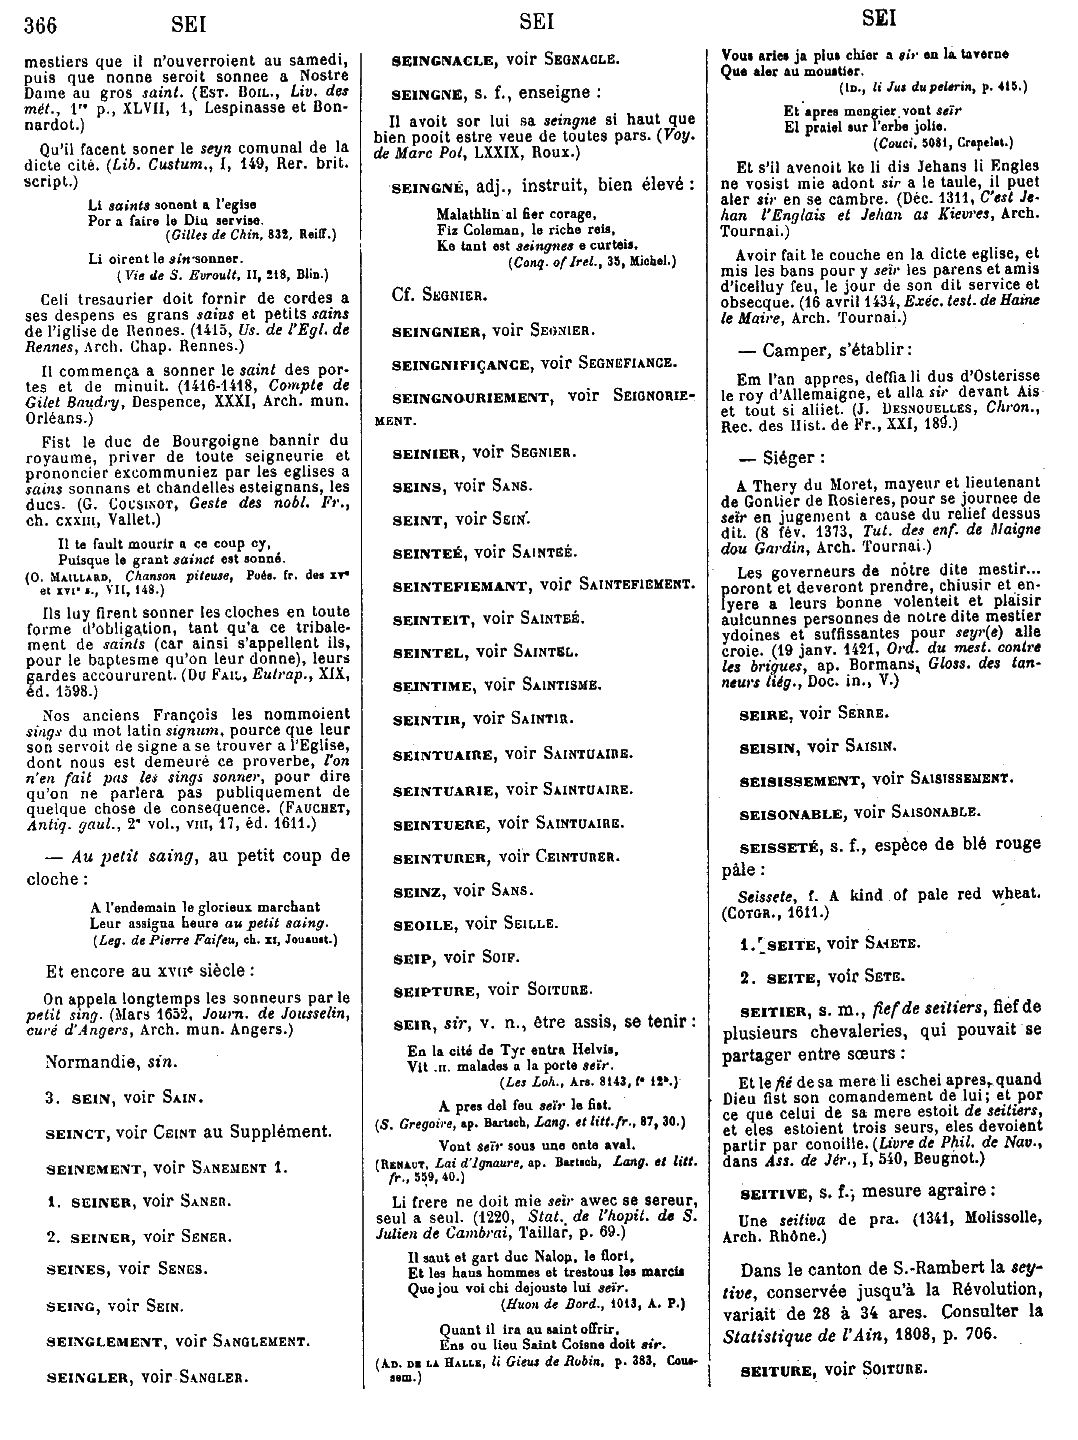 366 SEI SEI SEI
mestiers que il n'ouverroient au samedi,
puis que nonne seroit sonnee a Nostre
Dame au gros saint. (Est. Boil., Liv. des
mét., 1re p., XLVII, 1, Lespinasse et Bon-
nardot.)
Qu'il facent soner le seyn comunal de la
dicte cité. (Lib. Custum., I, 149, Rer. brit.
script.)
Li saints sonent a l'eglse
Por a faire le Diu servise.
(Gilles de Chin, 832, Reiff.)
Li oirent le sin sonner.
(Vie de S. Evroult, II, 218, Blin.)
Celi tresaurier doit fornir de cordes a
ses despens es grans sains et petits sains
de l'iglise de Rennes. (1415, Us. de l'Egl. de
Rennes, Arch. Chap. Rennes.)
Il commença a sonner le saint des por-
tes et de minuit. (1416-1418, Compte de
Gilet Baudry, Despence, XXXI, Arch. mun.
Orléans.)
Fist le duc de Bourgoigne bannir du
royaume, priver de toute seigneurie et
prononcier excommuniez par les eglises a
sains sonnans et chandelles esteignans, les
ducs. (G. Cousinot, Geste des nobl. Fr.,
ch. cxxiii, Vallet.)
Il te fault mourir a ce coup cy,
Puisque le grant sainct est sonné.
(O. Maillard, Chanson piteuse, Poés. fr. des xve
et xvie s., VII, 148.)
Ils luy firent sonner les cloches en toute
forme d'obligation, tant qu'a ce tribale-
ment de saints (car ainsi s'appellent ils,
pour le baptesme qu'on leur donne), leurs
gardes accoururent. (Du Fail, Eutrap., XIX,
éd. 1598.)
Nos anciens François les nommoient
sings du mot latin signum, pource que leur
son servoit de signe a se trouver a l'Eglise,
dont nous est demeuré ce proverbe, l'on
n'en fait pas les sings sonner, pour dire
qu'on ne parlera pas publiquement de
quelque chose de consequence. (Fauchet,
Antiq. gaul., 2e vol., viii, 17, éd. 1611.)
— Au petit saing, au petit coup de
cloche :
A l'endemain le glorieux marchant
Leur assigna heure au petit saing.
(Leg. de Pierre Faifeu, ch. xi, Jouaust.)
Et encore au xviie siècle :
On appela longtemps les sonneurs par le
petit sing. (Mars 1652, Journ. de Jousselin,
curé d'Angers, Arch. mun. Angers.)
Normandie, sin.
3. SEIN, voir Sain.
SEINCT, voir Ceint au Supplément.
SEINEMENT, voir Sanement 1.
1. SEINER, voir Saner.
2. SEINER, voir Sener.
SEINES, voir Senes.
SEING, voir Sein.
SEINGLEMENT, voir Sanglement.
SEINGLER, voir Sangler.
SEINGNACLE, voir Segnacle.
SEINGNE, s. f., enseigne :
Il avoit sor lui sa seingne si haut que
bien pooit estre veue de toutes pars. (Voy.
de Marc Pol, LXXIX, Roux.)
SEINGNÉ, adj., instruit, bien élevé :
Malathlin al fier corage,
Fiz Coleman, le riche reis,
Ke tant est seingnes e curteis.
(Conq. of Irel., 35, Michel.)
Cf. Segnier.
SEINGNIER, voir Segnier.
SEINGNIFIÇANCE, voir Segnefiance.
SEINGNOURIEMENT, voir Seignorie-
ment.
SEINIER, voir Segnier.
SEINS, voir Sans.
SEINT, voir Sein.
SEINTEÉ, voir Sainteé.
SEINTEFIEMANT, voir Saintefiement.
SEINTEIT, voir Sainteé.
SEINTEL, voir Saintel.
SEINTIME, voir Saintisme.
SEINTIR, voir Saintir.
SEINTUAIRE, voir Saintuaire.
SEINTUARIE, voir Saintuaire.
SEINTUERE, voir Saintuaire.
SEINTURER, voir Ceinturer.
SEINZ, voir Sans.
SEOILE, voir Seille.
SEIP, voir Soif.
SEIPTURE, voir Soiture.
SEIR, sir, v. n., être assis, se tenir :
En la cité de Tyr entra Helvis,
Vit .ii. malades a la porte seïr.
(Les Loh., Ars. 3143, fo 12b.)
A pres del feu seïr le fist.
(S. Gregoire, ap. Bartsch, Lang. et litt. fr., 87, 30.)
Vont seïr sous une ente aval.
(Renaut, Lai d'Ignaure, ap. Bartsch, Lang. et litt.
fr., 559, 40.)
Li frere ne doit mie seir awec se sereur,
seul a seul. (1220, Stat. de l'hopit. de S.
Julien de Cambrai, Taillar, p. 69.)
Il saut et gart duc Nalon, le flori,
Et les haus hommes et trestous les marcis
Que jou voi chi dejouste lui seïr.
(Huon de Bord., 1013, A. P.)
Quant il ira au saint offrir,
Ens ou lieu Saint Coisne doit sir.
(Ad. de la Halle, li Gieus de Robin, p. 383, Cous-
sem.)
Vous aries ja plus chier a sir en la taverne
Que aler au moustier.
(Id., li Jus du pelerin, p. 415.)
Et apres mengier vont seïr
El praiel sur l'erbe jolie.
(Couci, 5081, Crapelet.)
Et s'il avenoit ke li dis Jehans li Engles
ne vosist mie adont sir a le taule, il puet
aler sir en se cambre. (Déc. 1311, C'est Je-
han l'Englais et Jehan as Kievres, Arch.
Tournai.)
Avoir fait le couche en la dicte eglise, et
mis les bans pour y seïr les parens et amis
d'icelluy feu, le jour de son dit service et
obsecque. (16 avril 1434, Exéc. test. de Haine
le Maire, Arch. Tournai.)
— Camper, s'établir :
Em l'an appres, deffia li dus d'Osterisse
le roy d'Allemaigne, et alla sir devant Ais
et tout si alliet. (J. Desnouelles, Chron.,
Rec. des Hist. de Fr., XXI, 189.)
— Siéger :
A Thery du Moret, mayeur et lieutenant
de Gontier de Rosieres, pour se journee de
seïr en jugement a cause du relief dessus
dit. (8 fév. 1373, Tut. des enf. de Maigne
dou Gardin, Arch. Tournai.)
Les governeurs de nôtre dite mestir...
poront et deveront prendre, chiusir et en-
lyere a leurs bonne volenteit et plaisir
aulcunnes personnes de notre dite mestier
ydoines et suffissantes pour seyr(e) alle
croie. (19 janv. 1421, Ord. du mest. contre
les brigues, ap. Bormans, Gloss. des tan-
neurs liég., Doc. in., V.)
SEIRE, voir Serre.
SEISIN, voir Saisin.
SEISISSEMENT, voir Saisissement.
SEISONABLE, voir Saisonable.
SEISSETÉ, s. f., espèce de blé rouge
pâle :
Seissete, f. A kind of pale red wheat.
(Cotgr., 1611.)
1. SEITE, voir Saiete.
2. SEITE, voir Sete.
SEITIER, s. m., fief de seitiers, fief de
plusieurs chevaleries, qui pouvait se
partager entre sœurs :
Et le fié de sa mere li eschei apres, quand
Dieu fist son comandement de lui; et por
ce que celui de sa mere estoit de seitiers,
et eles estoient trois seurs, eles devoient
partir par conoille. (Livre de Phil. de Nav.,
dans Ass. de Jér., I, 540, Beugnot.)
SEITIVE, s. f., mesure agraire :
Une seitiva de pra. (1341, Molissolle,
Arch. Rhône.)
Dans le canton de S.-Rambert la sey-
tive, conservée jusqu'à la Révolution,
variait de 28 à 34 ares. Consulter la
Statistique de l'Ain, 1808, p. 706.
SEITURE, voir Soiture.